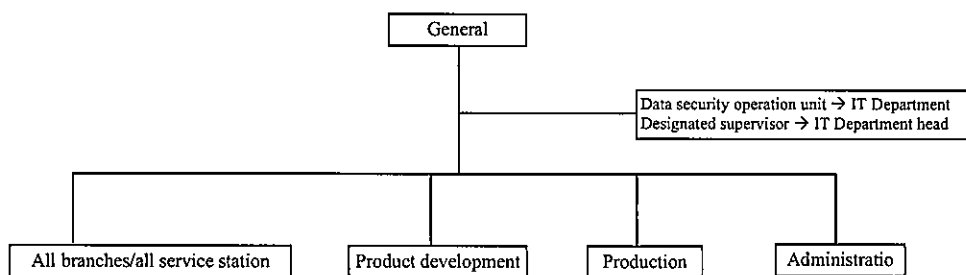 General
Data security operation unit → IT Department
Designated supervisor → IT Department head
All branches/all service station
Product development
Production
Administratio